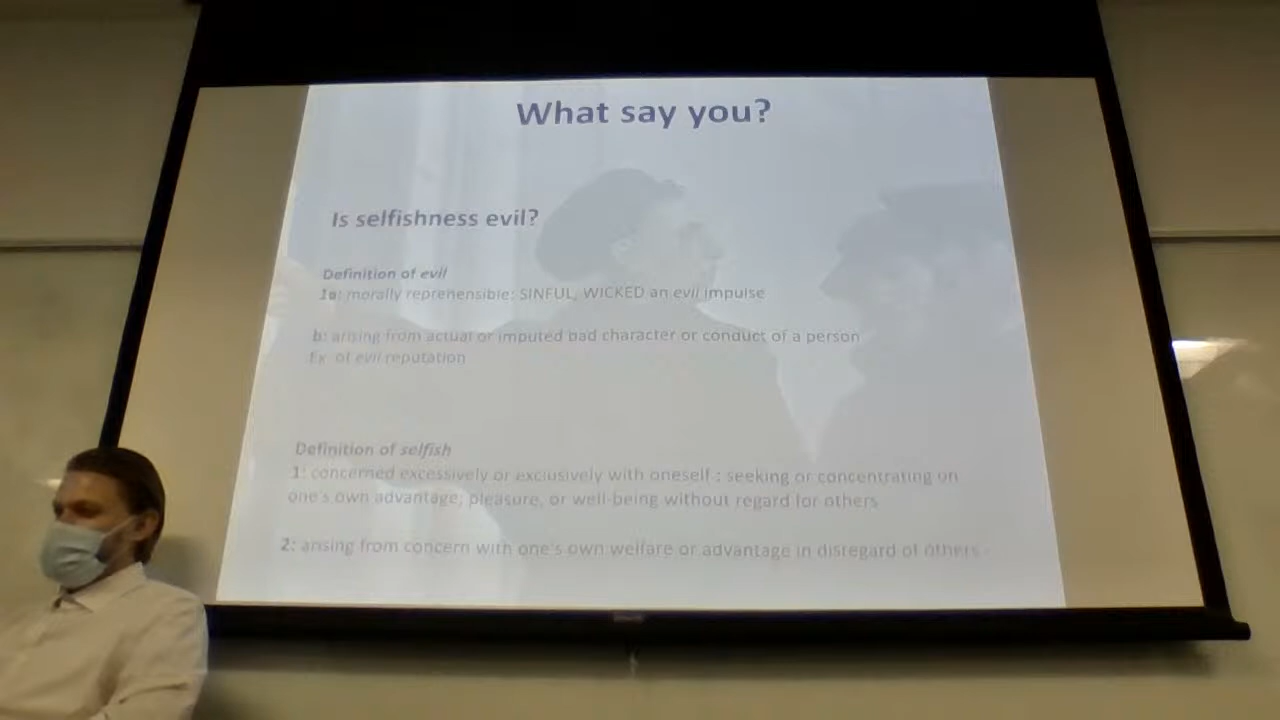 What say you?
Is selfishness evil?
Definition of evil
1a: morally reprehensible: SINFUL, WICKED an evil impulse
b: arising from actual or imputed bad character or conduct of a person
Ex of evil reputation
Definition of selfish
1: concerned excessively or exclusively with oneself : seeking or concentrating on
one's own advantage, pleasure, or well-being without regard for others
2: arising from concern with one's own welfare or advantage in disregard of others -